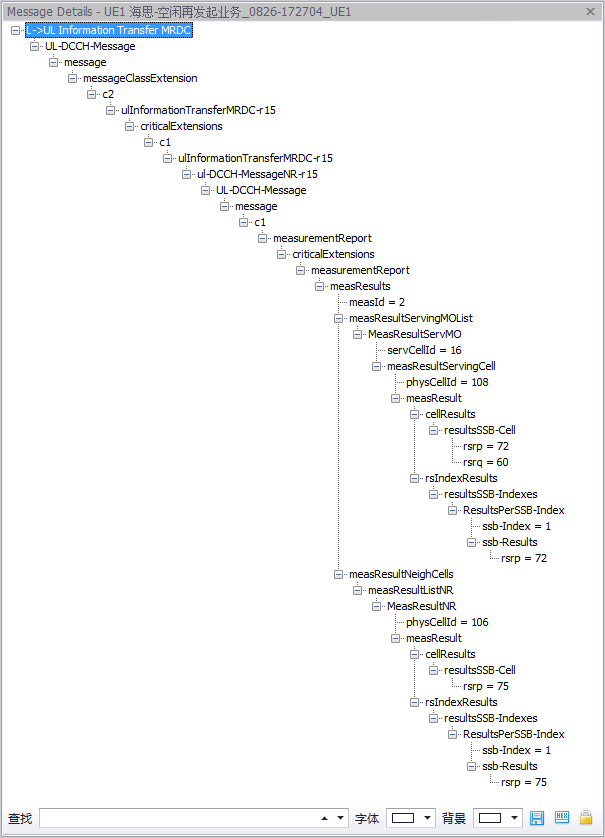 Message Details - UE1 海思-空闲再发起业务_0826-172704_UE1
L->UL Information Transfer MRDC
UL-DCCH-Message
message
messageClassExtension
c2
ulInformationTransferMRDC-r15
criticalExtensions
c1
ulInformationTransferMRDC-r15
ul-DCCH-MessageNR-r15
UL-DCCH-Message
message
c1
measurementReport
criticalExtensions
measurementReport
measResults
measId = 2
measResultServingMOList
MeasResultServMO
servCellId = 16
measResultServingCell
physCellId = 108
measResult
cellResults
resultsSSB-Cell
rsrp = 72
rsrq = 60
rsIndexResults
resultsSSB-Indexes
ResultsPerSSB-Index
ssb-Index = 1
ssb-Results
rsrp = 72
measResultNeighCells
measResultListNR
MeasResultNR
physCellId = 106
measResult
cellResults
resultsSSB-Cell
rsrp = 75
rsIndexResults
resultsSSB-Indexes
ResultsPerSSB-Index
ssb-Index = 1
ssb-Results
rsrp = 75
查找 字体 背景 HEX